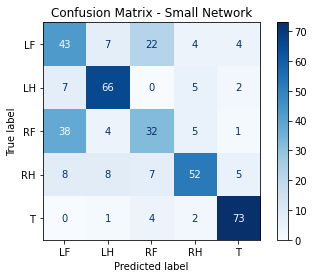 Confusion Matrix - Small Network
LF 43 7 22 4 4
LH 7 66 0 5 2
RF 38 4 32 5 1
RH 8 8 7 52 5
T 0 1 4 2 73
LF LH RF RH T
Predicted label
True label
70
60
50
40
30
20
10
0